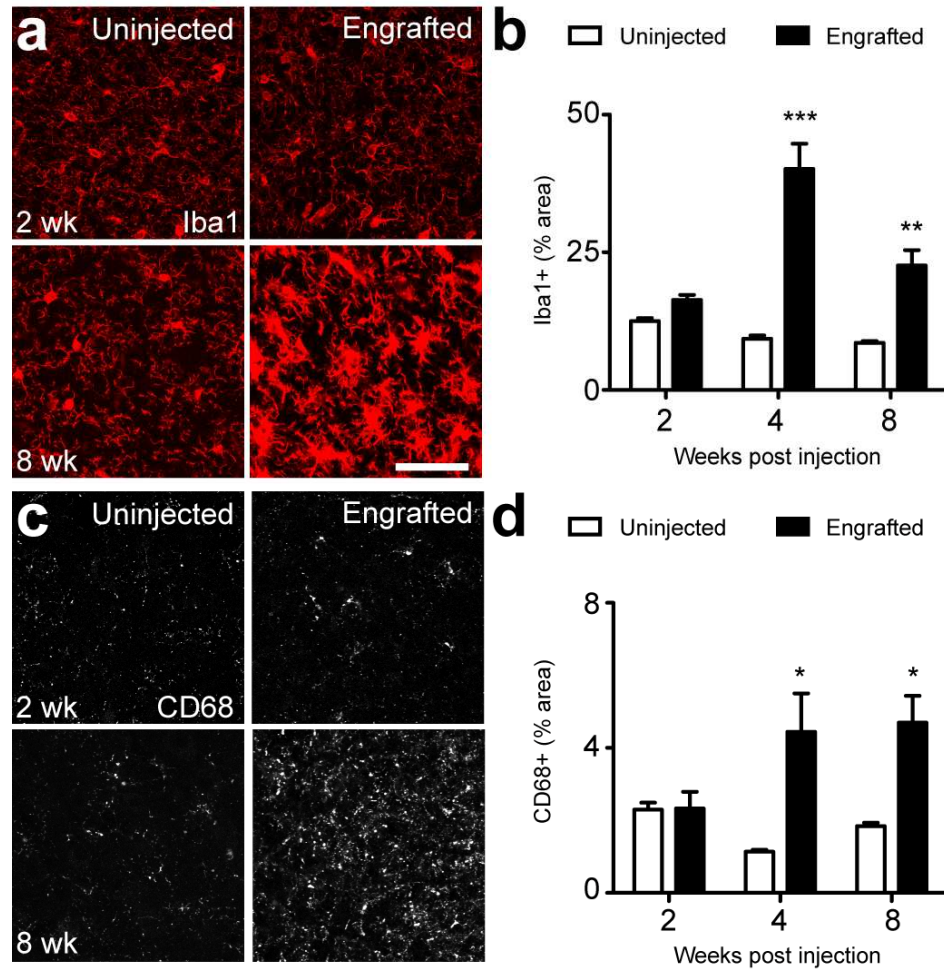 a
Uninjected
Engrafted
2 wk
Iba1
8 wk
b
Uninjected
Engrafted
***
**
50
25
0
Iba1+ (% area)
2
4
8
Weeks post injection
c
Uninjected
Engrafted
2 wk
CD68
8 wk
d
Uninjected
Engrafted
*
*
8
4
0
CD68+ (% area)
2
4
8
Weeks post injection